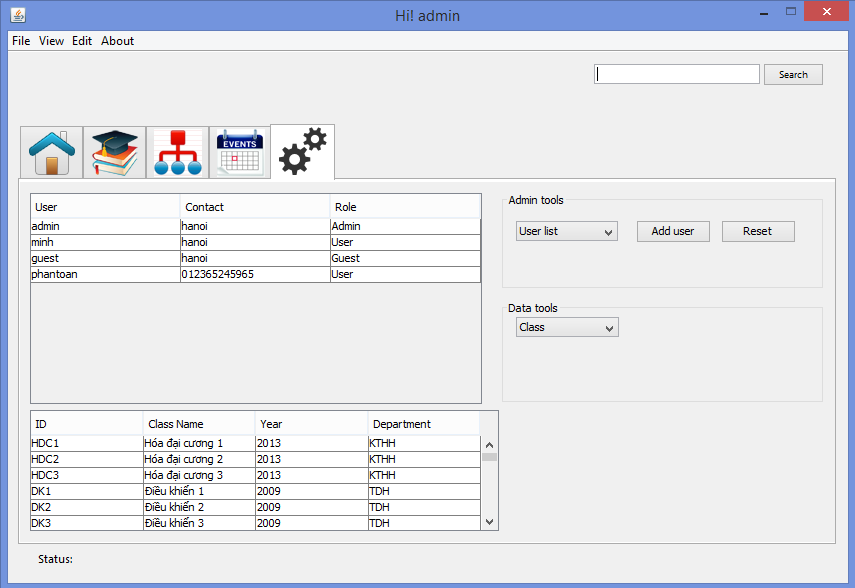 Hi! admin
File View Edit About
Search
EVENTS
User Contact Role
admin hanoi Admin
minh hanoi User
guest hanoi Guest
phantoan 012365245965 User
Admin tools
User list Add user Reset
Data tools
Class
ID Class Name Year Department
HDC1 Hóa đại cương 1 2013 KTHH
HDC2 Hóa đại cương 2 2013 KTHH
HDC3 Hóa đại cương 3 2013 KTHH
DK1 Điều khiển 1 2009 TDH
DK2 Điều khiển 2 2009 TDH
DK3 Điều khiển 3 2009 TDH
Status: